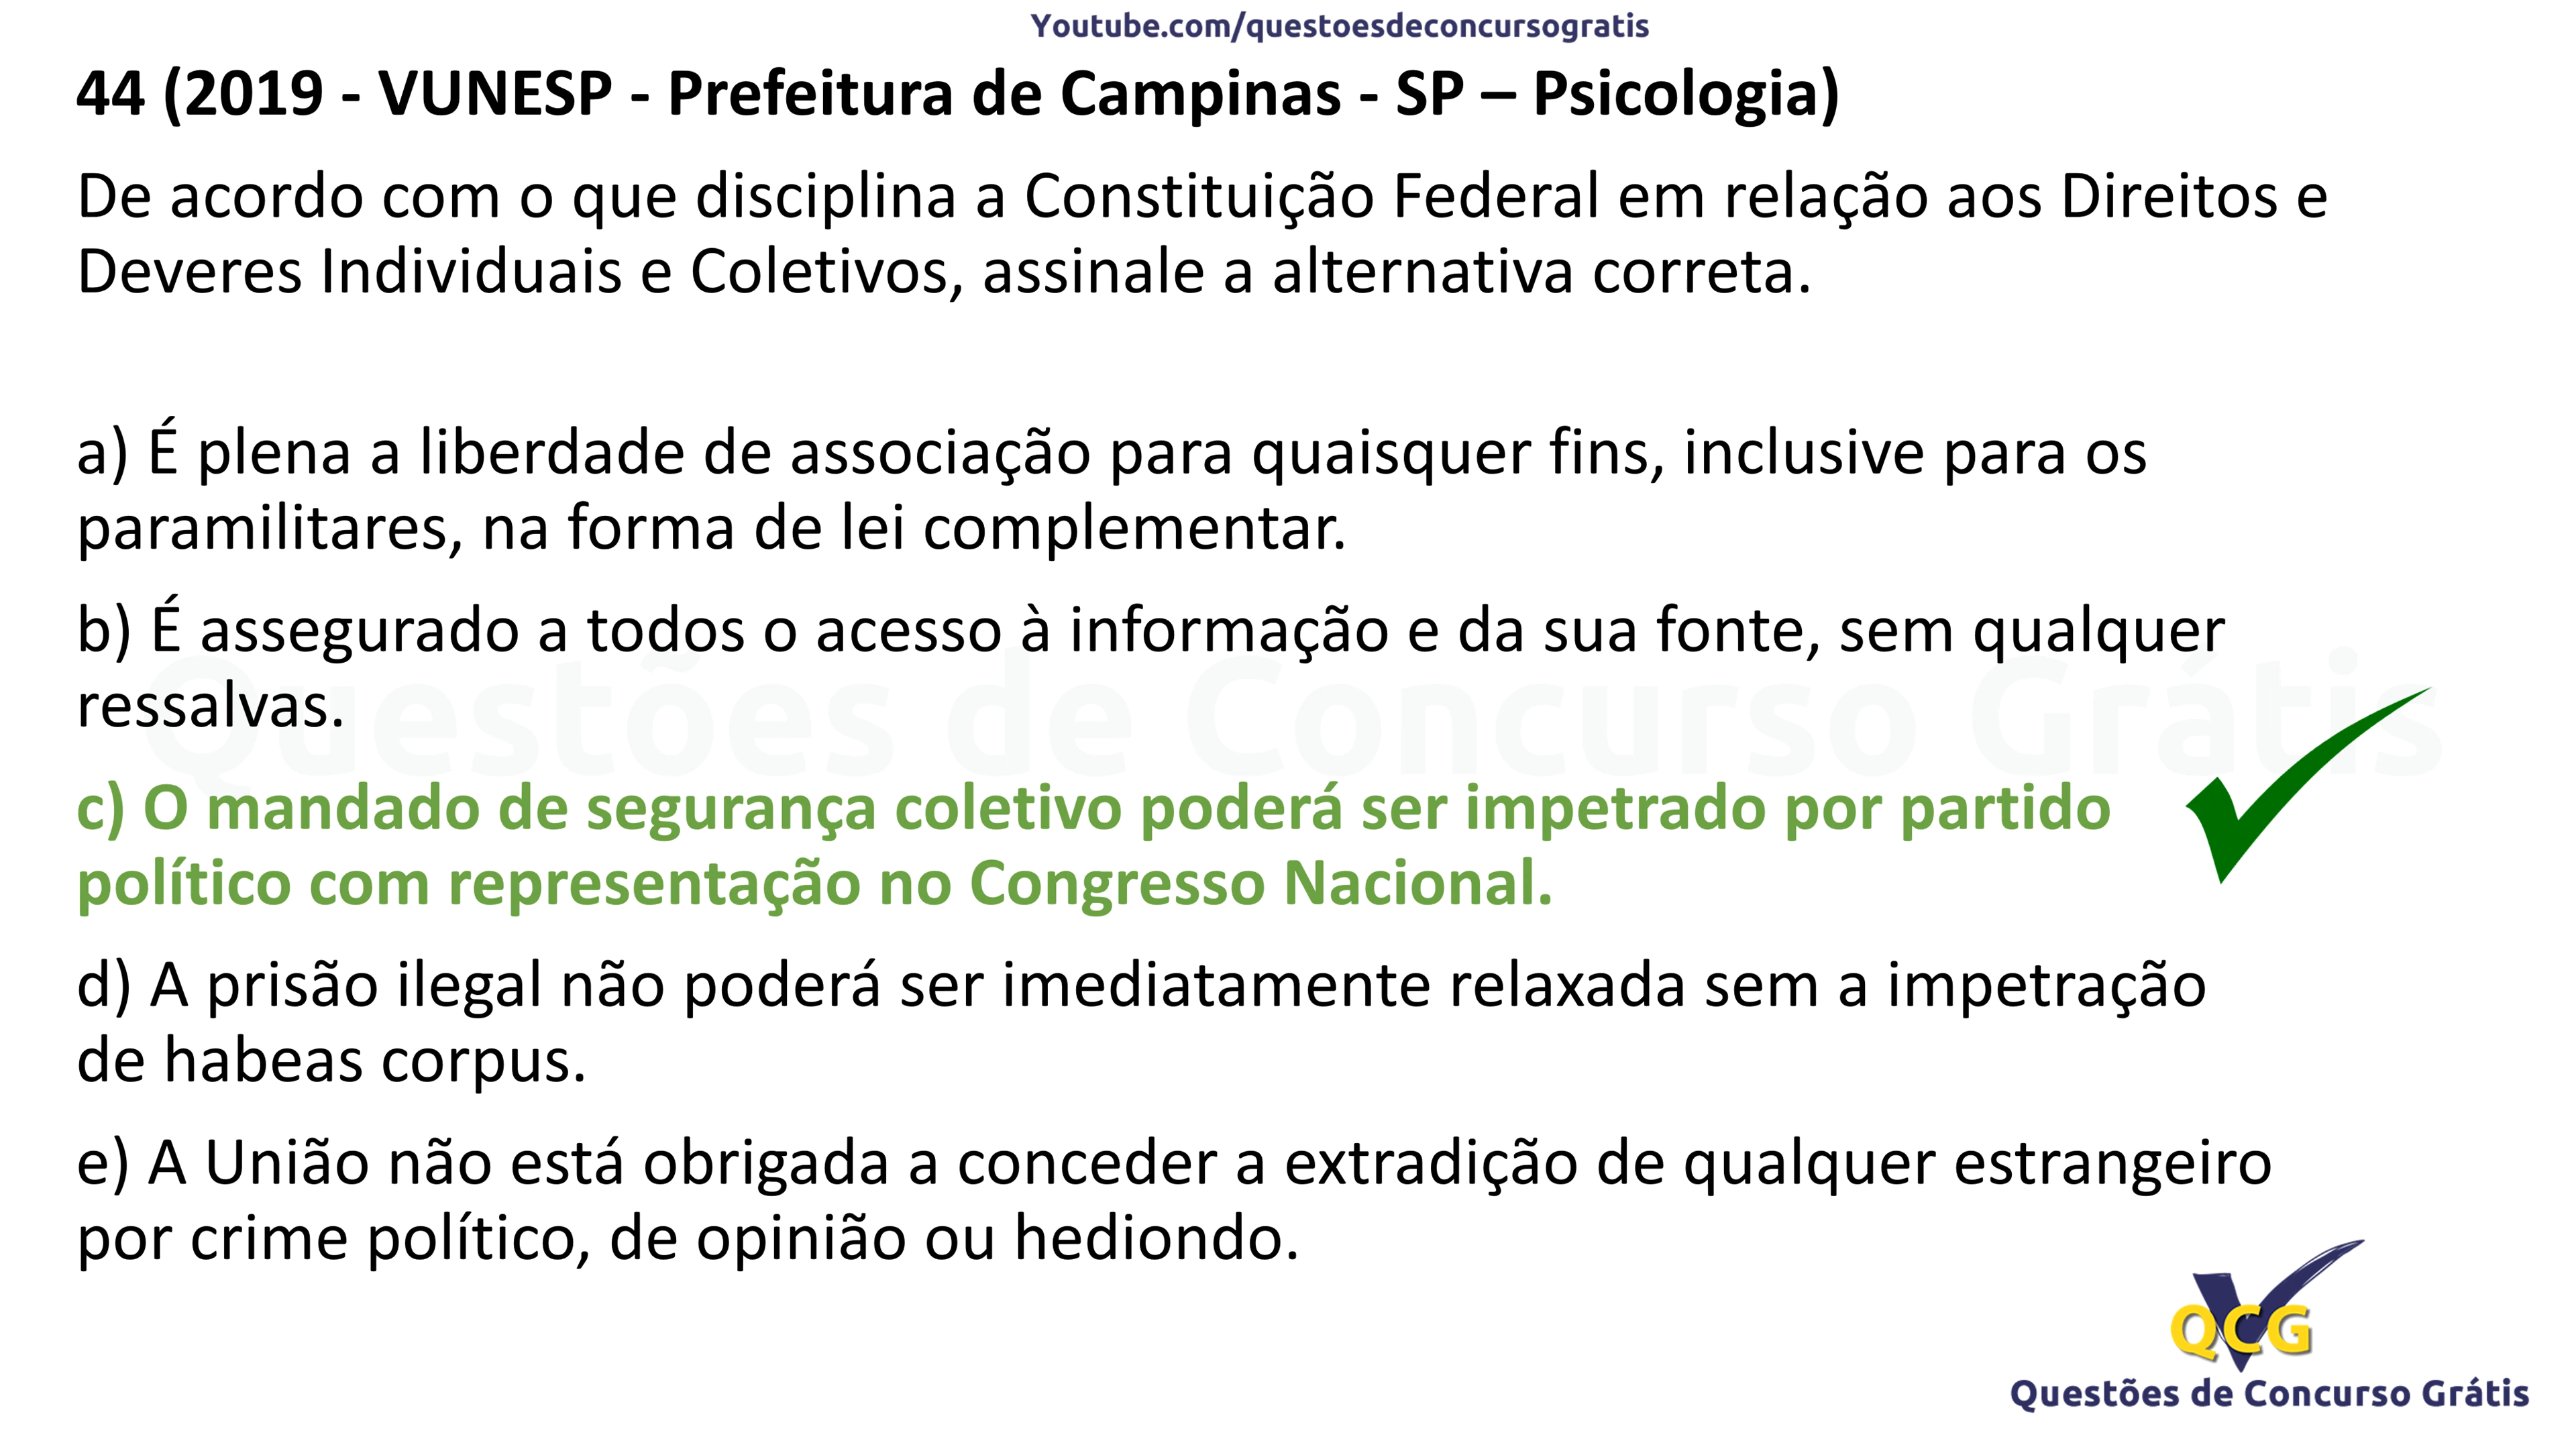 Youtube.com/questoesdeconcursogratis
44 (2019 - VUNESP - Prefeitura de Campinas - SP – Psicologia)
De acordo com o que disciplina a Constituição Federal em relação aos Direitos e
Deveres Individuais e Coletivos, assinale a alternativa correta.
a) É plena a liberdade de associação para quaisquer fins, inclusive para os
paramilitares, na forma de lei complementar.
b) É assegurado a todos o acesso à informação e da sua fonte, sem qualquer
ressalvas.
Questões de Concurso Grátis
c) O mandado de segurança coletivo poderá ser impetrado por partido
político com representação no Congresso Nacional.
d) A prisão ilegal não poderá ser imediatamente relaxada sem a impetração
de habeas corpus.
e) A União não está obrigada a conceder a extradição de qualquer estrangeiro
por crime político, de opinião ou hediondo.
QCG
Questões de Concurso Grátis